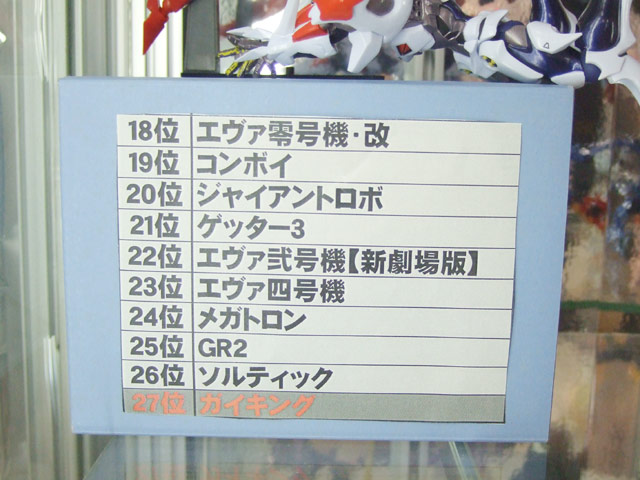 18位 エヴァ零号機・改
19位 コンボイ
20位 ジャイアントロボ
21位 ゲッター3
22位 エヴァ弐号機【新劇場版】
23位 エヴァ四号機
24位 メガトロン
25位 GR2
26位 ソルティック
27位 ガイキング